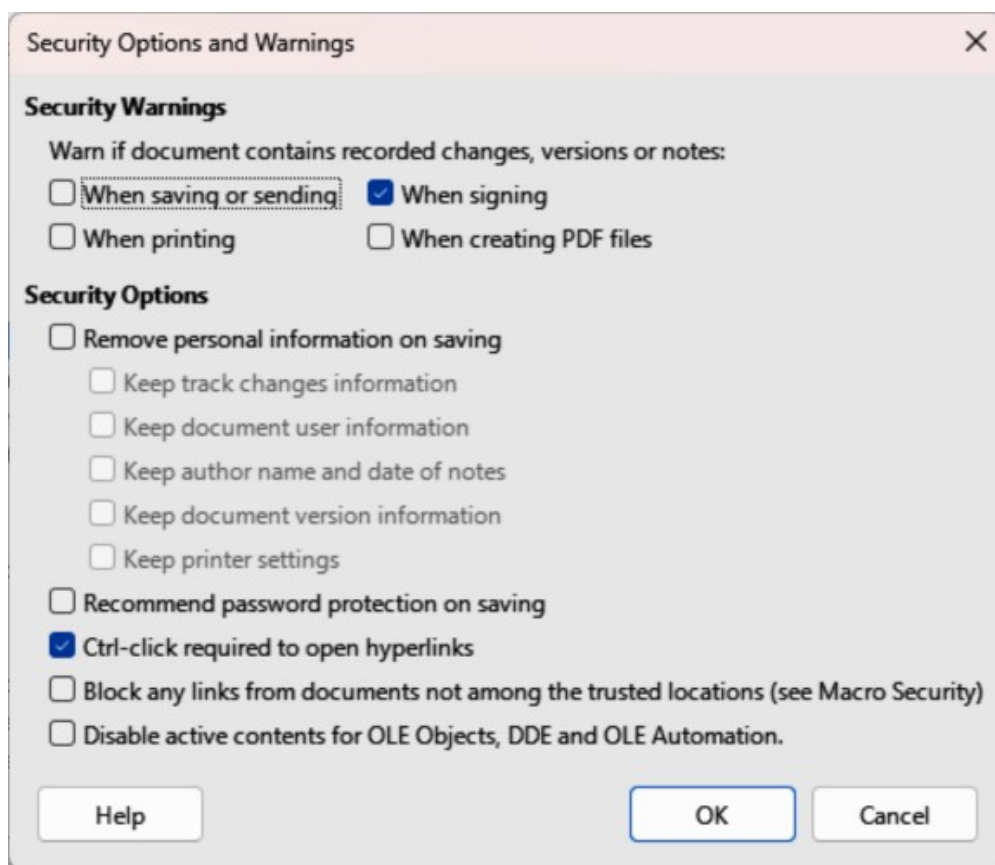 Security Options and Warnings
Security Warnings
Warn if document contains recorded changes, versions or notes:
When saving or sending When signing
When printing When creating PDF files
Security Options
Remove personal information on saving
Keep track changes information
Keep document user information
Keep author name and date of notes
Keep document version information
Keep printer settings
Recommend password protection on saving
Ctrl-click required to open hyperlinks
Block any links from documents not among the trusted locations (see Macro Security)
Disable active contents for OLE Objects, DDE and OLE Automation.
Help OK Cancel